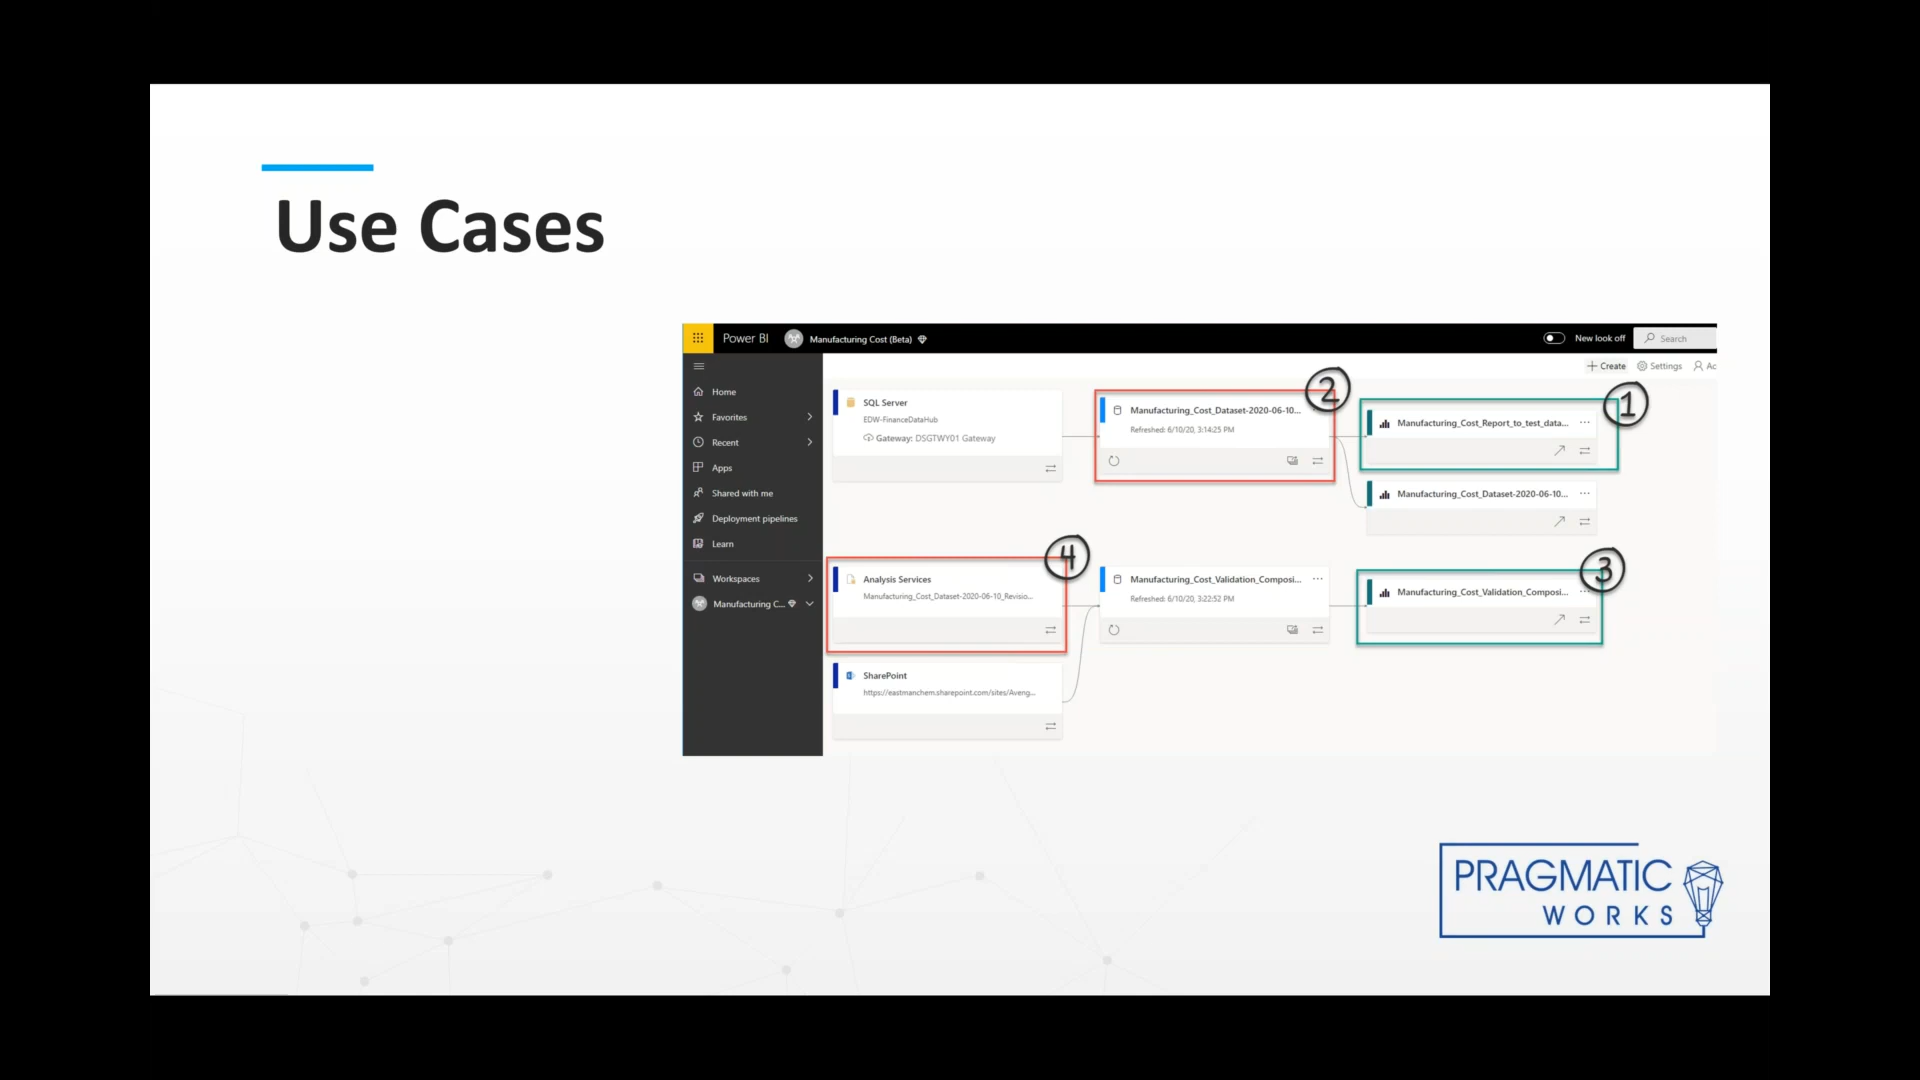 Use Cases
Power BI
Manufacturing Cost (Beta)
New look off
Search
Create
Settings
Ac
Home
Favorites
Recent
Apps
Shared with me
Deployment pipelines
Learn
Workspaces
Manufacturing C...
SQL Server
EDW-FinanceDataHub
Gateway: DSGTWY01 Gateway
2
Manufacturing_Cost_Dataset-2020-06-10...
Refreshed: 6/10/20, 3:14:25 PM
1
Manufacturing_Cost_Report_to_test_data...
Manufacturing_Cost_Dataset-2020-06-10...
4
Analysis Services
Manufacturing_Cost_Dataset-2020-06-10_Revisio...
Manufacturing_Cost_Validation_Composi...
Refreshed: 6/10/20, 3:22:52 PM
3
Manufacturing_Cost_Validation_Composi...
SharePoint
https://eastmanchem.sharepoint.com/sites/Aveng...
PRAGMATIC
WORKS